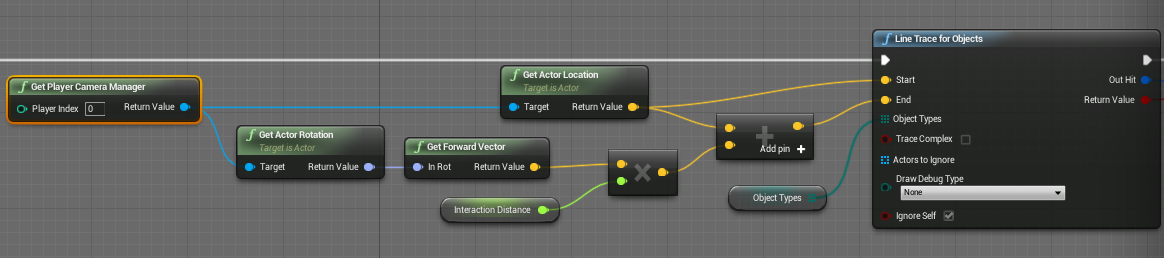 Get Player Camera Manager
Player Index 0 Return Value
Get Actor Rotation
Target is Actor
Target Return Value
Get Forward Vector
In Rot Return Value
Interaction Distance
Get Actor Location
Target is Actor
Target Return Value
Add pin +
Object Types
Line Trace for Objects
Start Out Hit
End Return Value
Object Types
Trace Complex
Actors to Ignore
Draw Debug Type
None
Ignore Self